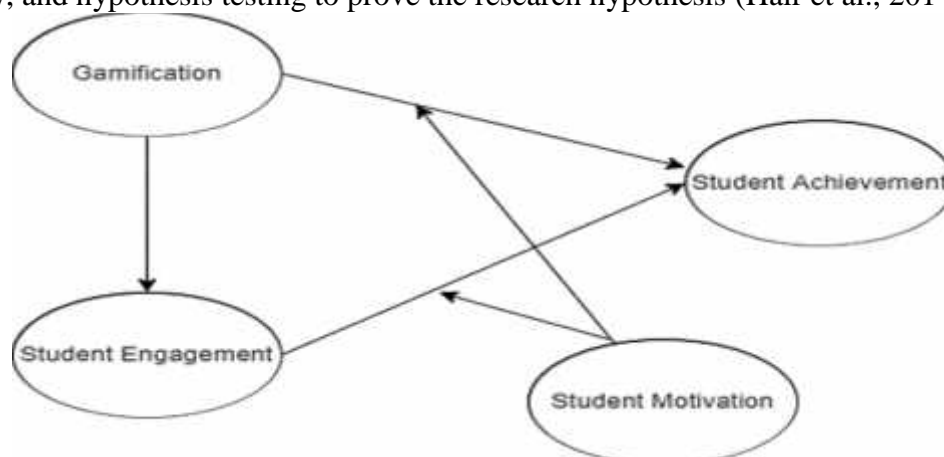 and hypothesis testing to prove the research hypothesis (Hair et al., 201
Gamification
Student Achievement
Student Engagement
Student Motivation